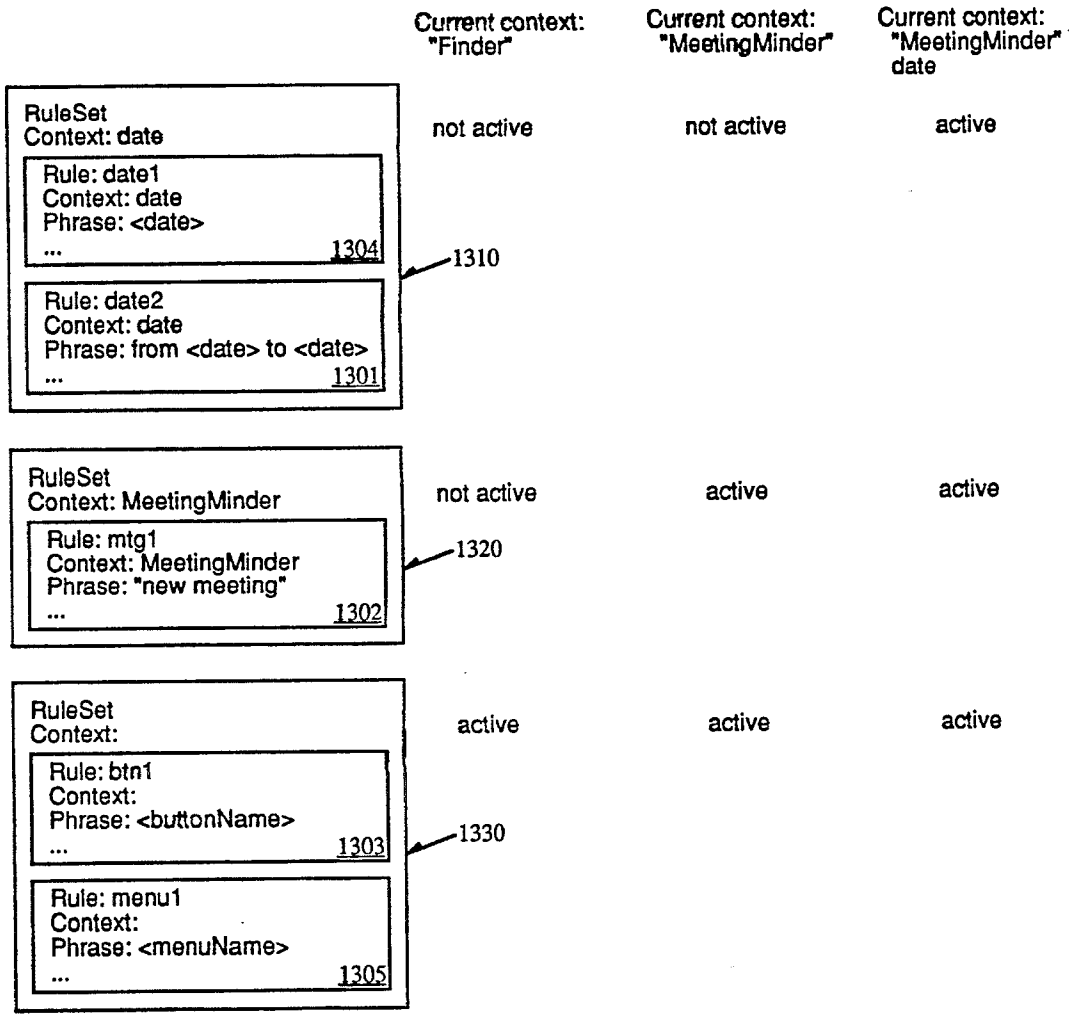 Current context:
"Finder"
Current context:
"MeetingMinder"
Current context:
"MeetingMinder"
date
RuleSet
Context: date
not active
not active
active
Rule: date1
Context: date
Phrase: <date>
... 1304
1310
Rule: date2
Context: date
Phrase: from <date> to <date>
... 1301
RuleSet
Context: MeetingMinder
not active
active
active
Rule: mtg1
Context: MeetingMinder
Phrase: "new meeting"
... 1302
1320
RuleSet
Context:
active
active
active
Rule: btn1
Context:
Phrase: <buttonName>
... 1303
1330
Rule: menu1
Context:
Phrase: <menuName>
... 1305